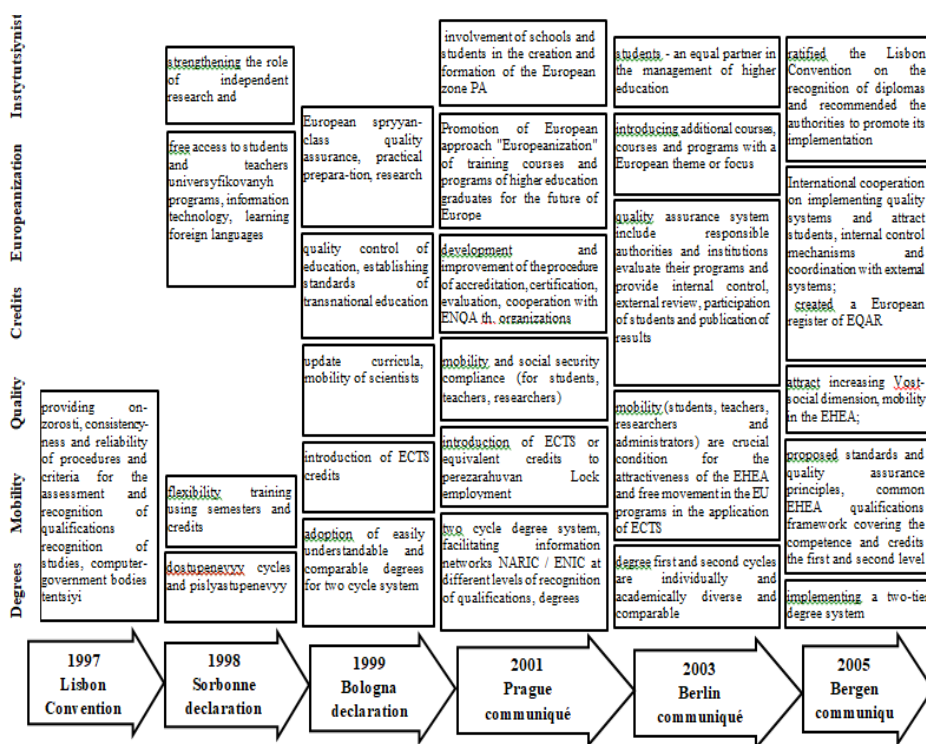 Instytutsiynist
Europeanization
Credits
Quality
Mobility
Degrees
providing on-
zorosti, consistency-
ness and reliability
of procedures and
criteria for the
assessment and
recognition of
qualifications
recognition of
studies, computer-
government bodies
tentsiyi
strengthening the
role of independent
research and
free access to students
and teachers
universyfikovanyh
programs, information
technology, learning
foreign languages
flexibility training
using semesters and
credits
dostupenevyy cycles
and pislyastupenevyy
European spryyan-
class quality
assurance, practical
prepara-tion, research
quality control of
education, establishing
standards of
transnational education
update curricula,
mobility of scientists
introduction of ECTS
credits
adoption of easily
understandable and
comparable degrees
for two cycle system
involvement of schools and
students in the creation and
formation of the European
zone PA
Promotion of European
approach "Europeanization"
of training courses and
programs of higher education
graduates for the future of
Europe
development and
improvement of the procedure
of accreditation, certification,
evaluation, cooperation with
ENQA th. organizations
mobility and social security
compliance (for students,
teachers, researchers)
introduction of ECTS or
equivalent credits to
perezarahuvan Lock
employment
two cycle degree system,
facilitating information
networks NARIC / ENIC at
different levels of recognition
of qualifications, degrees
students - an equal partner in
the management of higher
education
introducing additional courses,
courses and programs with a
European theme or focus
quality assurance system
include responsible
authorities and institutions
evaluate their programs and
provide internal control,
external review, participation
of students and publication of
results
mobility (students, teachers,
researchers and
administrators) are crucial
condition for the
attractiveness of the EHEA
and free movement in the EU
programs in the application
of ECTS
degree first and second cycles
are individually and
academically diverse and
comparable
ratified the Lisbon
Convention on the
recognition of diplomas
and recommended the
authorities to promote its
implementation
International cooperation
on implementing quality
systems and attract
students, internal control
mechanisms and
coordination with external
systems;
created a European
register of EQAR
attract increasing Vost-
social dimension, mobility
in the EHEA;
proposed standards and
quality assurance
principles, common
EHEA qualifications
framework covering the
competence and credits
the first and second level
implementing a two-tier
degree system
1997
Lisbon
Convention
1998
Sorbonne
declaration
1999
Bologna
declaration
2001
Prague
communiqué
2003
Berlin
communiqué
2005
Bergen
communiqu